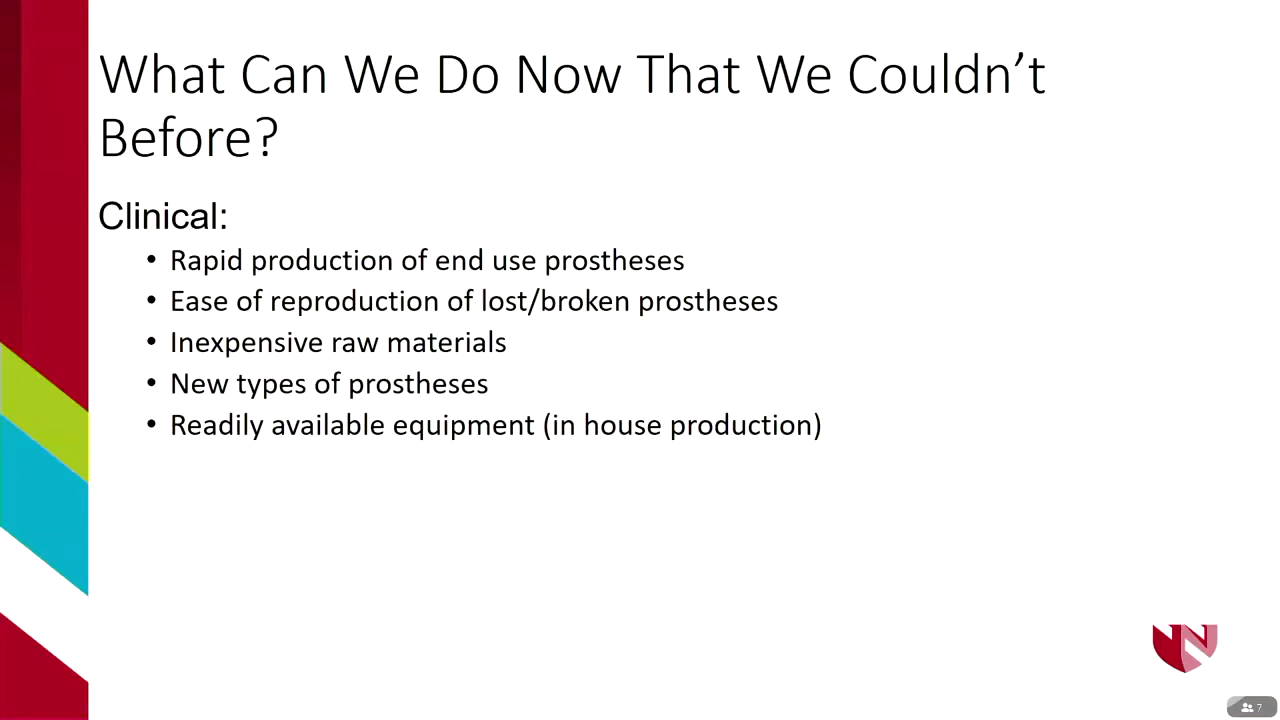 What Can We Do Now That We Couldn’t
Before?
Clinical:
• Rapid production of end use prostheses
• Ease of reproduction of lost/broken prostheses
• Inexpensive raw materials
• New types of prostheses
• Readily available equipment (in house production)
N
7